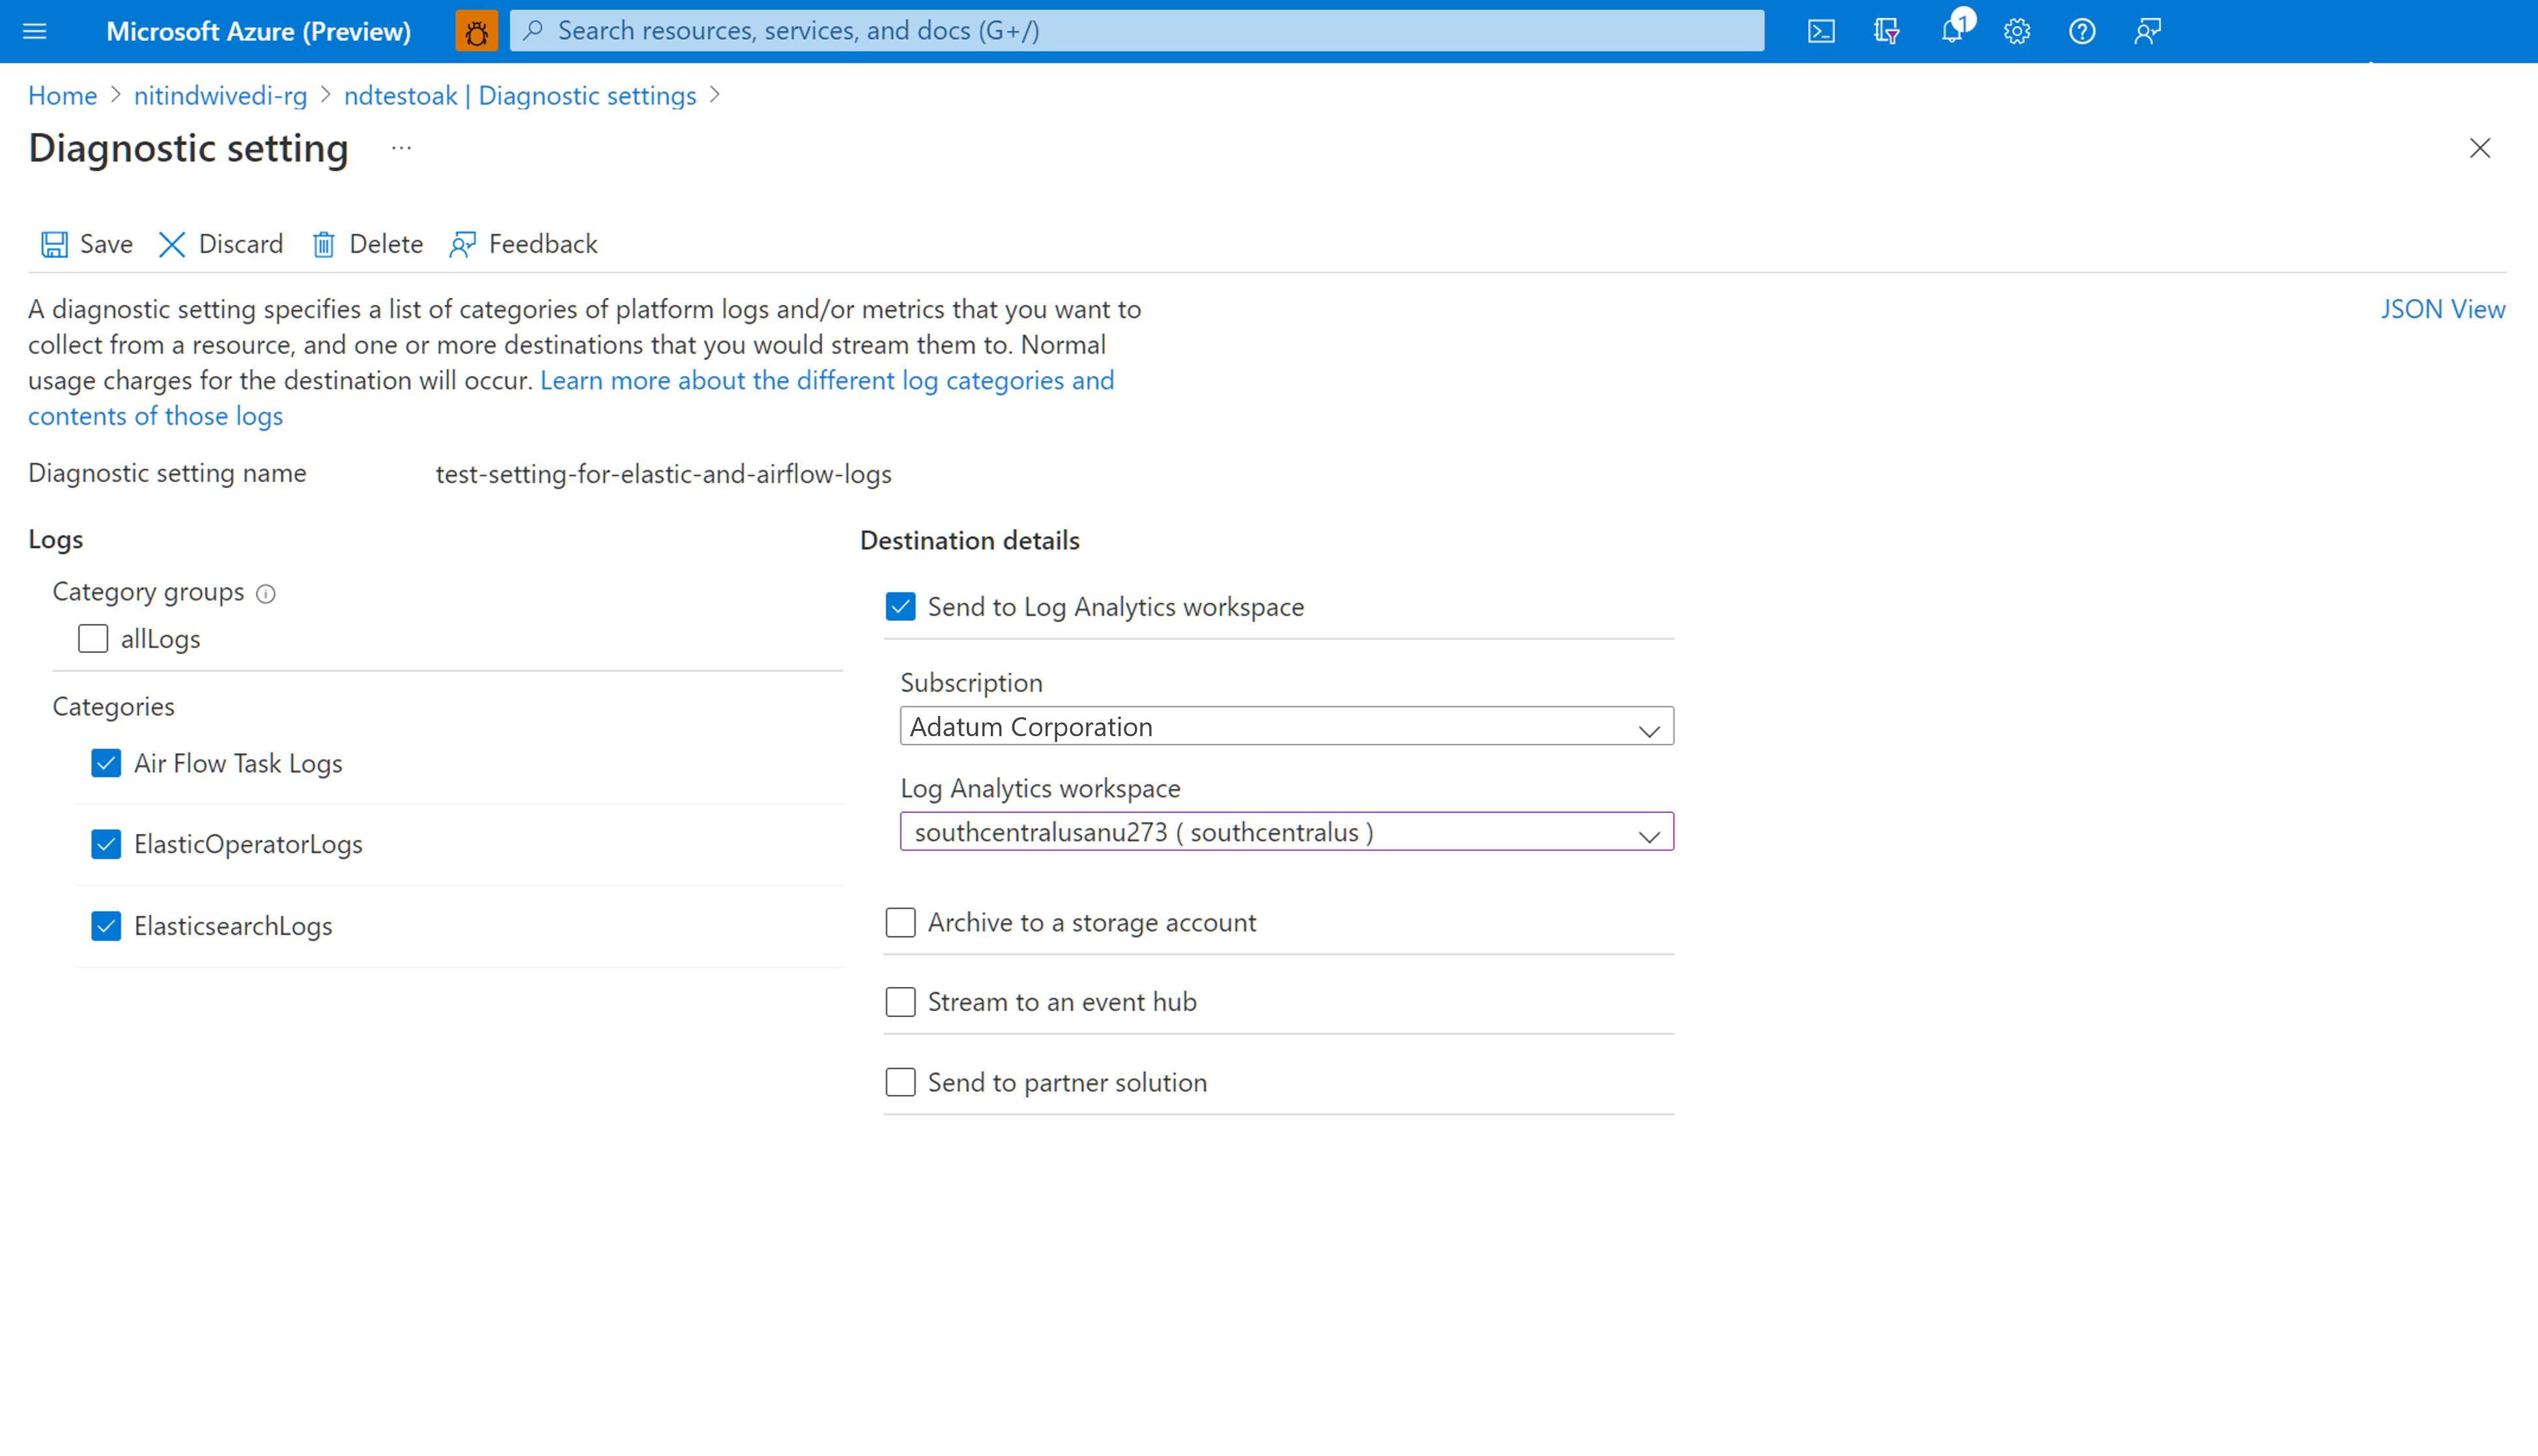 Microsoft Azure (Preview)
Search resources, services, and docs (G+/)
1
Home > nitindwivedi-rg > ndtestoak | Diagnostic settings >
Diagnostic setting ...
Save
Discard
Delete
Feedback
A diagnostic setting specifies a list of categories of platform logs and/or metrics that you want to
collect from a resource, and one or more destinations that you would stream them to. Normal
usage charges for the destination will occur. Learn more about the different log categories and
contents of those logs
JSON View
Diagnostic setting name
test-setting-for-elastic-and-airflow-logs
Logs
Category groups
allLogs
Categories
Air Flow Task Logs
ElasticOperatorLogs
ElasticsearchLogs
Destination details
Send to Log Analytics workspace
Subscription
Adatum Corporation
Log Analytics workspace
southcentralusanu273 ( southcentralus )
Archive to a storage account
Stream to an event hub
Send to partner solution